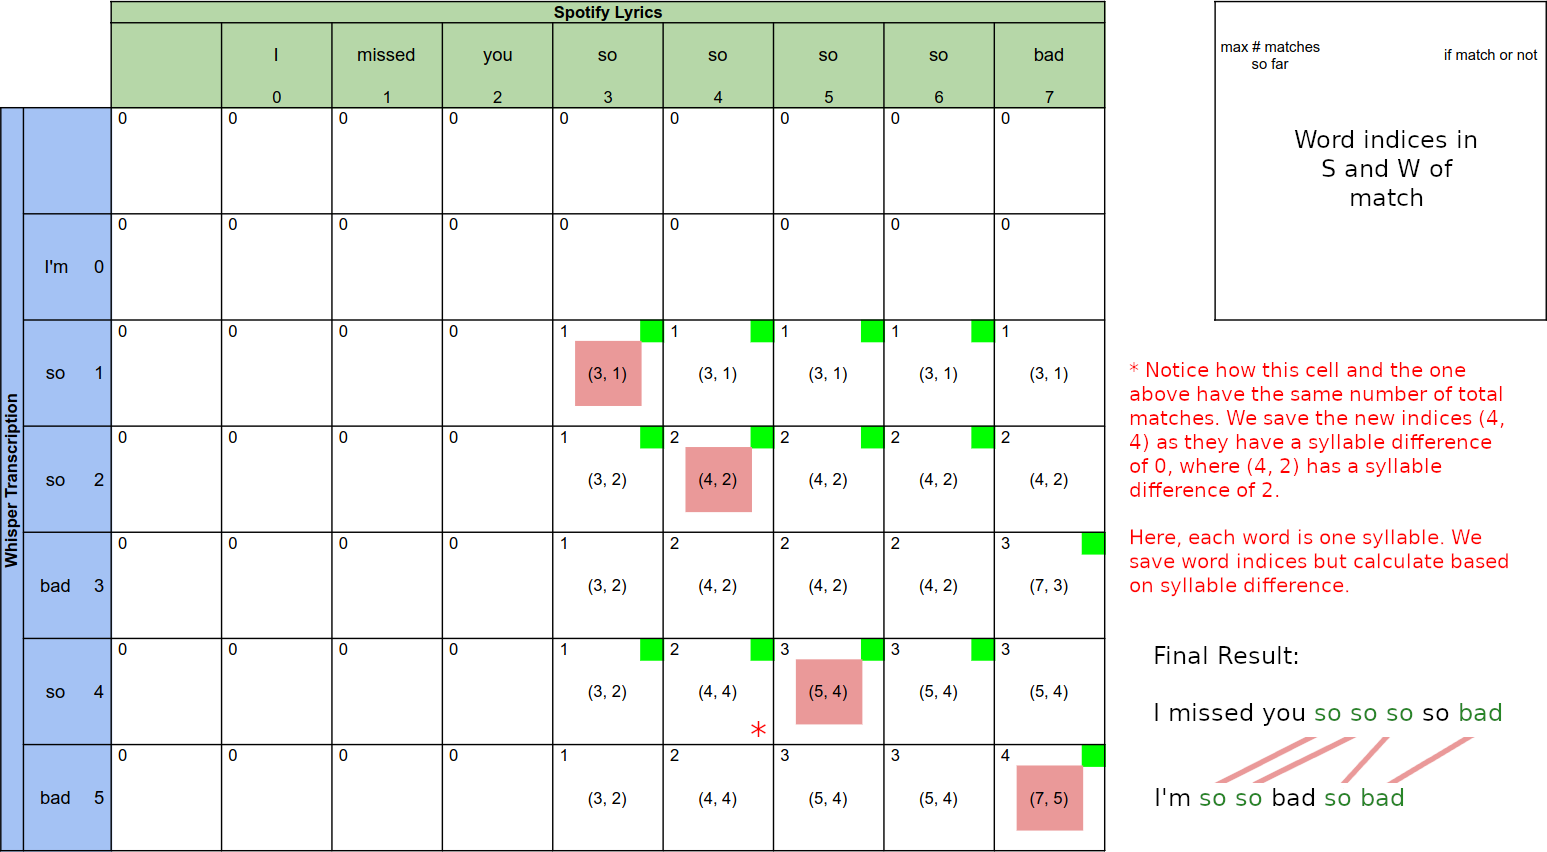 Spotify Lyrics
I missed you so so so so bad
0 1 2 3 4 5 6 7
Whisper Transcription
0 0 0 0 0 0 0 0 0
I'm 0
0 0 0 0 0 0 0 0 0
so 1
0 0 0 0 1 1 1 1 1
(3, 1) (3, 1) (3, 1) (3, 1) (3, 1)
so 2
0 0 0 0 1 2 2 2 2
(3, 2) (4, 2) (4, 2) (4, 2) (4, 2)
bad 3
0 0 0 0 1 2 2 2 3
(3, 2) (4, 2) (4, 2) (4, 2) (7, 3)
so 4
0 0 0 0 1 2 3 3 3
(3, 2) (4, 4) (5, 4) (5, 4) (5, 4)
*
bad 5
0 0 0 0 1 2 3 3 4
(3, 2) (4, 4) (5, 4) (5, 4) (7, 5)
max # matches
so far
if match or not
Word indices in
S and W of
match
* Notice how this cell and the one
above have the same number of total
matches. We save the new indices (4,
4) as they have a syllable difference
of 0, where (4, 2) has a syllable
difference of 2.
Here, each word is one syllable. We
save word indices but calculate based
on syllable difference.
Final Result:
I missed you so so so so bad
I'm so so bad so bad